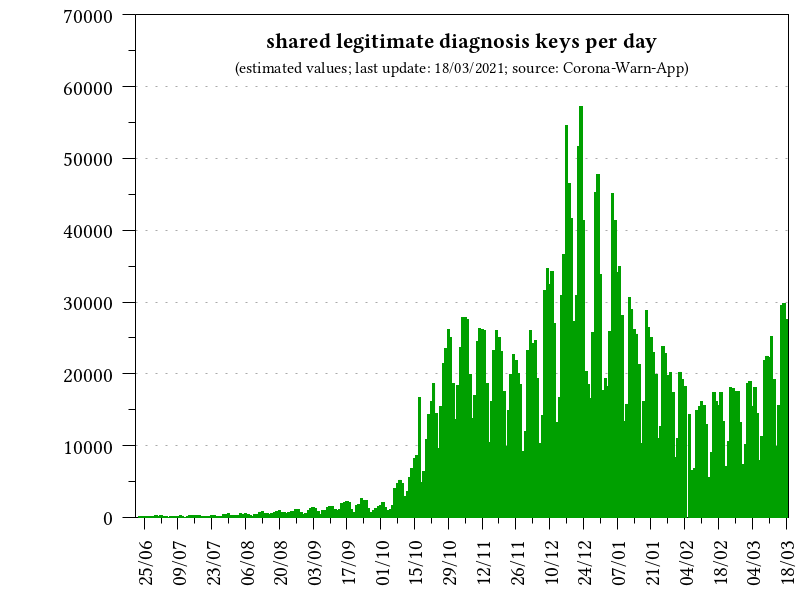 shared legitimate diagnosis keys per day
(estimated values; last update: 18/03/2021; source: Corona-Warn-App)
70000
60000
50000
40000
30000
20000
10000
0
25/06 09/07 23/07 06/08 20/08 03/09 17/09 01/10 15/10 29/10 12/11 26/11 10/12 24/12 07/01 21/01 04/02 18/02 04/03 18/03